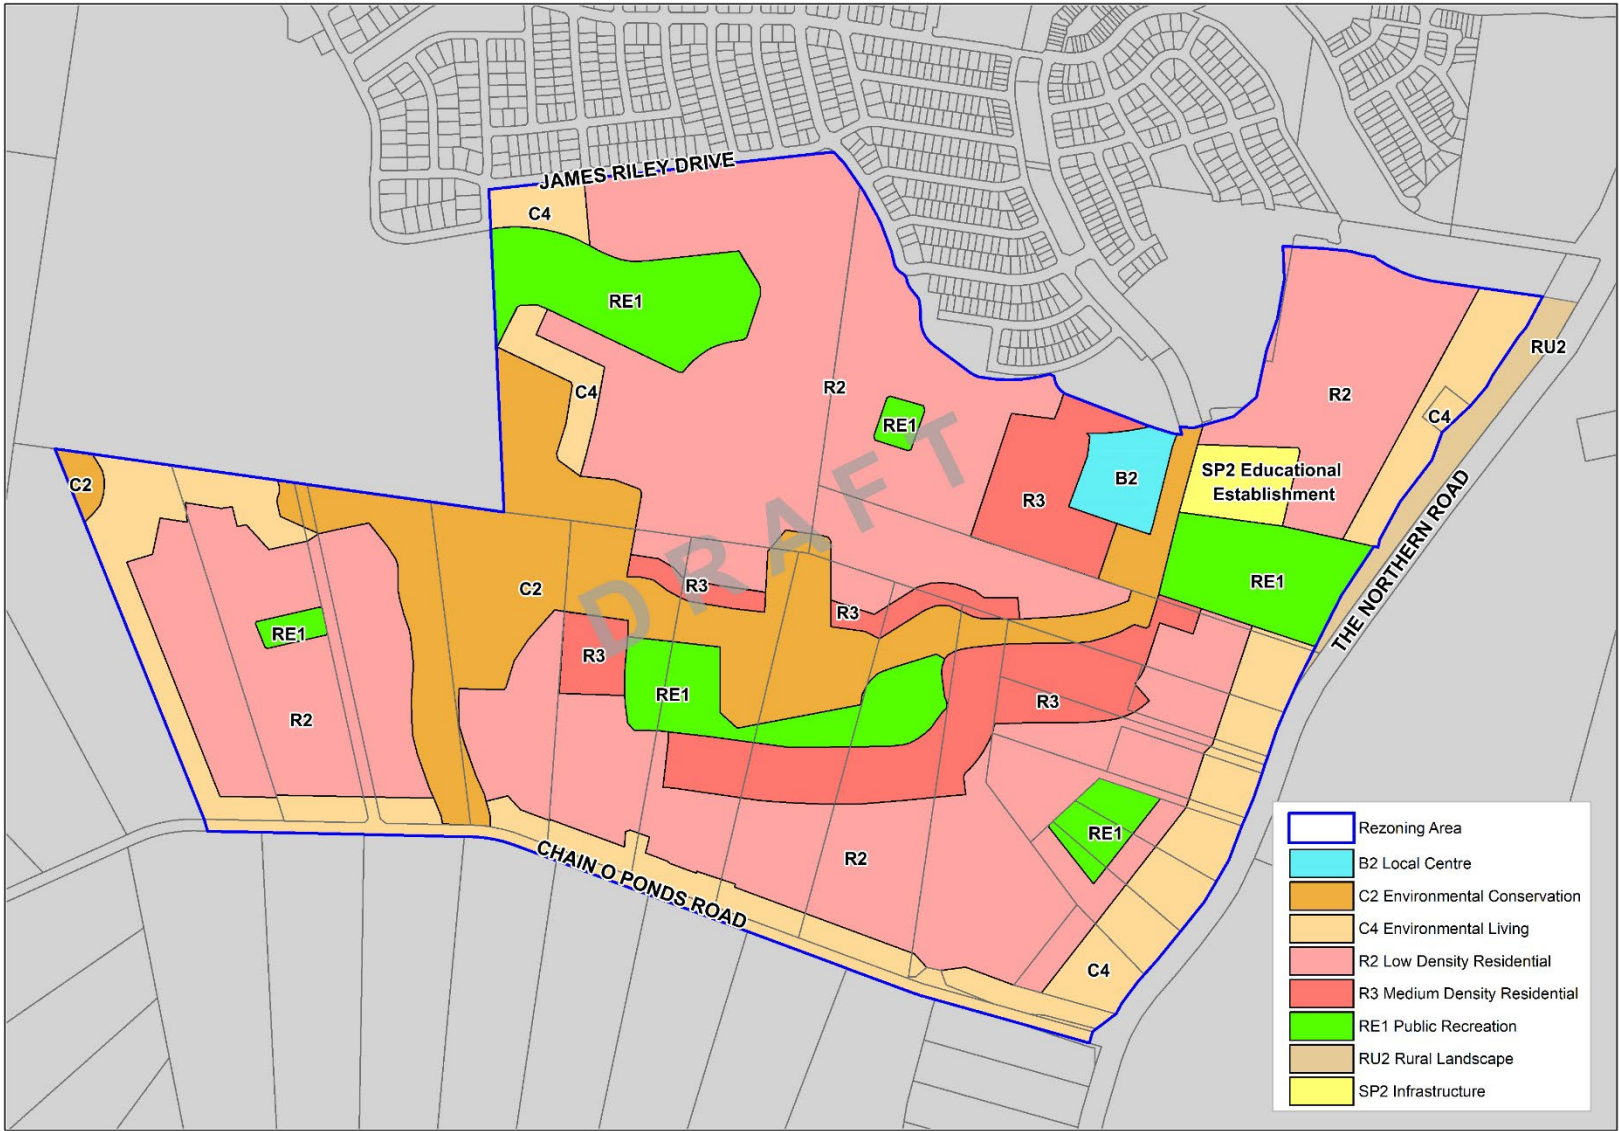 JAMES RILEY DRIVE
C4
RE1
RU2
C4
R2
R2
C4
RE1
SP2 Educational
Establishment
B2
C2
R3
DRAFT
RE1
C2
R3
R3
RE1
R3
RE1
R3
R2
THE NORTHERN ROAD
RE1
R2
CHAIN O PONDS ROAD
C4
Rezoning Area
B2 Local Centre
C2 Environmental Conservation
C4 Environmental Living
R2 Low Density Residential
R3 Medium Density Residential
RE1 Public Recreation
RU2 Rural Landscape
SP2 Infrastructure